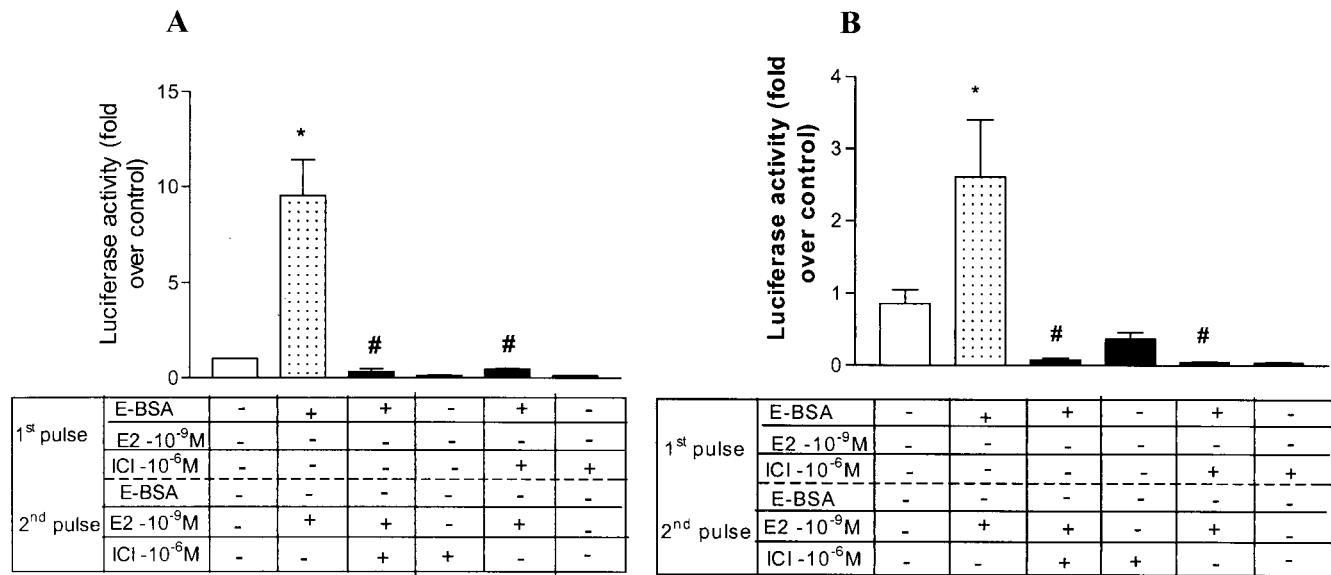 A
Luciferase activity (fold
over control)
15
10
5
0
*
#
#
1st pulse
E-BSA - + + - + -
E2 -10-9M - - - - - -
ICI -10-6M - - - - + +
2nd pulse
E-BSA - - - - - -
E2 -10-9M - + + - + -
ICI -10-6M - - + + - -
B
Luciferase activity (fold
over control)
4
3
2
1
0
*
#
#
1st pulse
E-BSA - + + - + -
E2 -10-9M - - - - - -
ICI -10-6M - - - - + +
2nd pulse
E-BSA - - - - - -
E2 -10-9M - + + - + -
ICI -10-6M - - + + - -